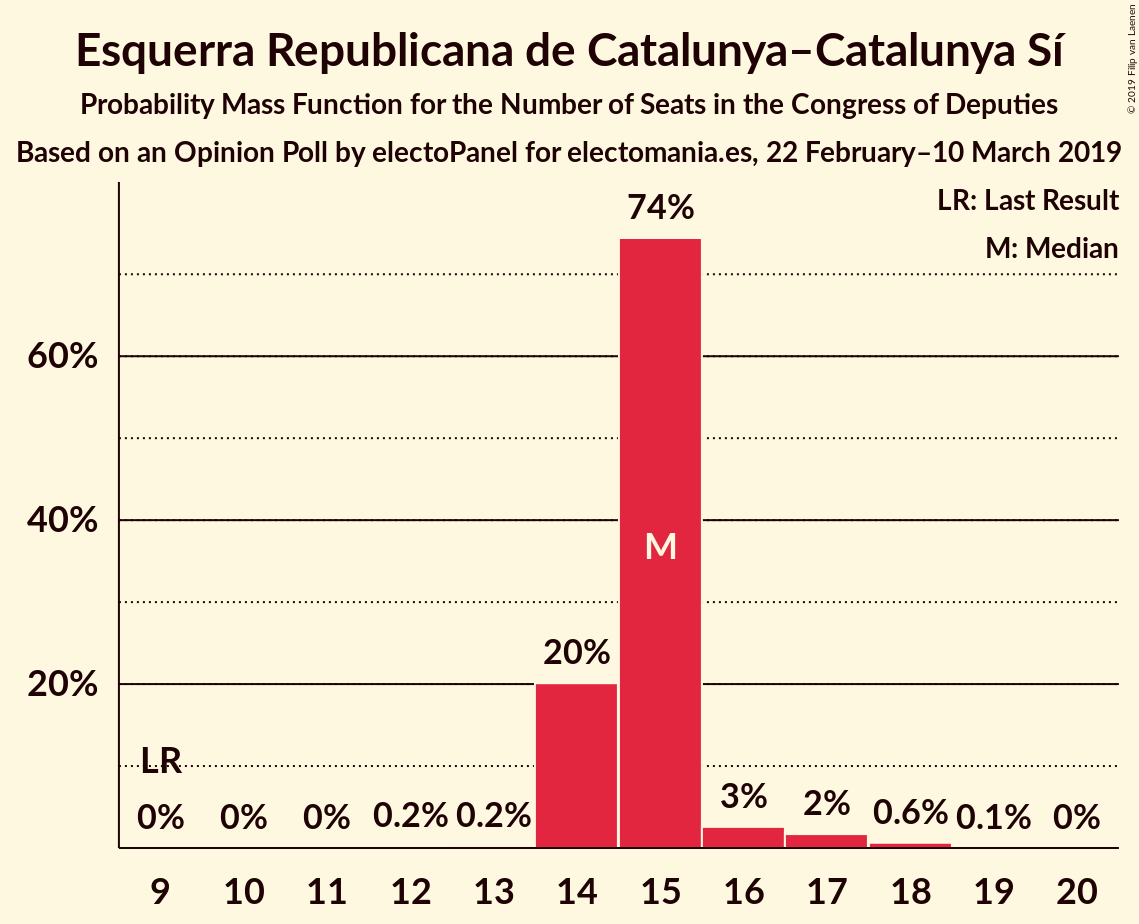 Esquerra Republicana de Catalunya–Catalunya Sí
Probability Mass Function for the Number of Seats in the Congress of Deputies
Based on an Opinion Poll by electoPanel for electomania.es, 22 February–10 March 2019
© 2019 Filip van Laenen
LR: Last Result
M: Median
74%
60%
40%
M
20%
20%
LR
0% 0% 0% 0.2% 0.2% 3% 2% 0.6% 0.1% 0%
9 10 11 12 13 14 15 16 17 18 19 20